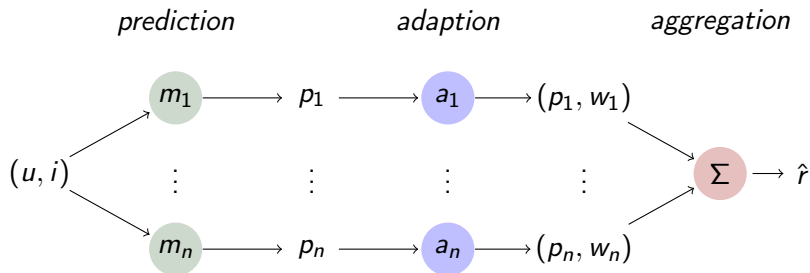 prediction adaption aggregation
m₁ p₁ a₁ (p₁, w₁)
(u, i) ⋮ ⋮ ⋮ ⋮ Σ r̂
mₙ pₙ aₙ (pₙ, wₙ)